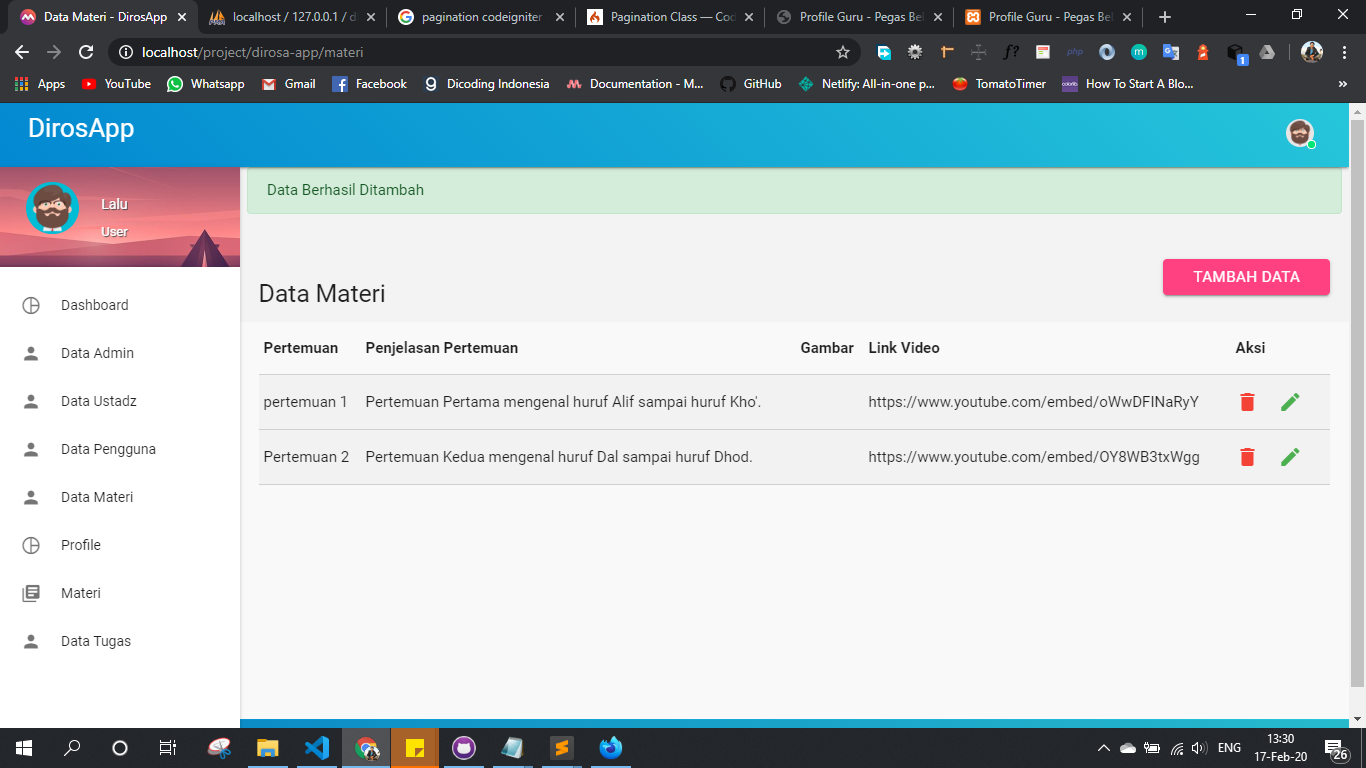 Data Materi - DirosApp
localhost / 127.0.0.1 / d
pagination codeigniter
Pagination Class — Cod
Profile Guru - Pegas Bel
Profile Guru - Pegas Bel
localhost/project/dirosa-app/materi
Apps YouTube Whatsapp Gmail Facebook Dicoding Indonesia Documentation - M... GitHub Netlify: All-in-one p... TomatoTimer How To Start A Blo...
DirosApp
Lalu
User
Dashboard
Data Admin
Data Ustadz
Data Pengguna
Data Materi
Profile
Materi
Data Tugas
Data Berhasil Ditambah
TAMBAH DATA
Data Materi
Pertemuan Penjelasan Pertemuan Gambar Link Video Aksi
pertemuan 1 Pertemuan Pertama mengenal huruf Alif sampai huruf Kho'. https://www.youtube.com/embed/oWwDFINaRyY
Pertemuan 2 Pertemuan Kedua mengenal huruf Dal sampai huruf Dhod. https://www.youtube.com/embed/OY8WB3txWgg
ENG
13:30
17-Feb-20
26